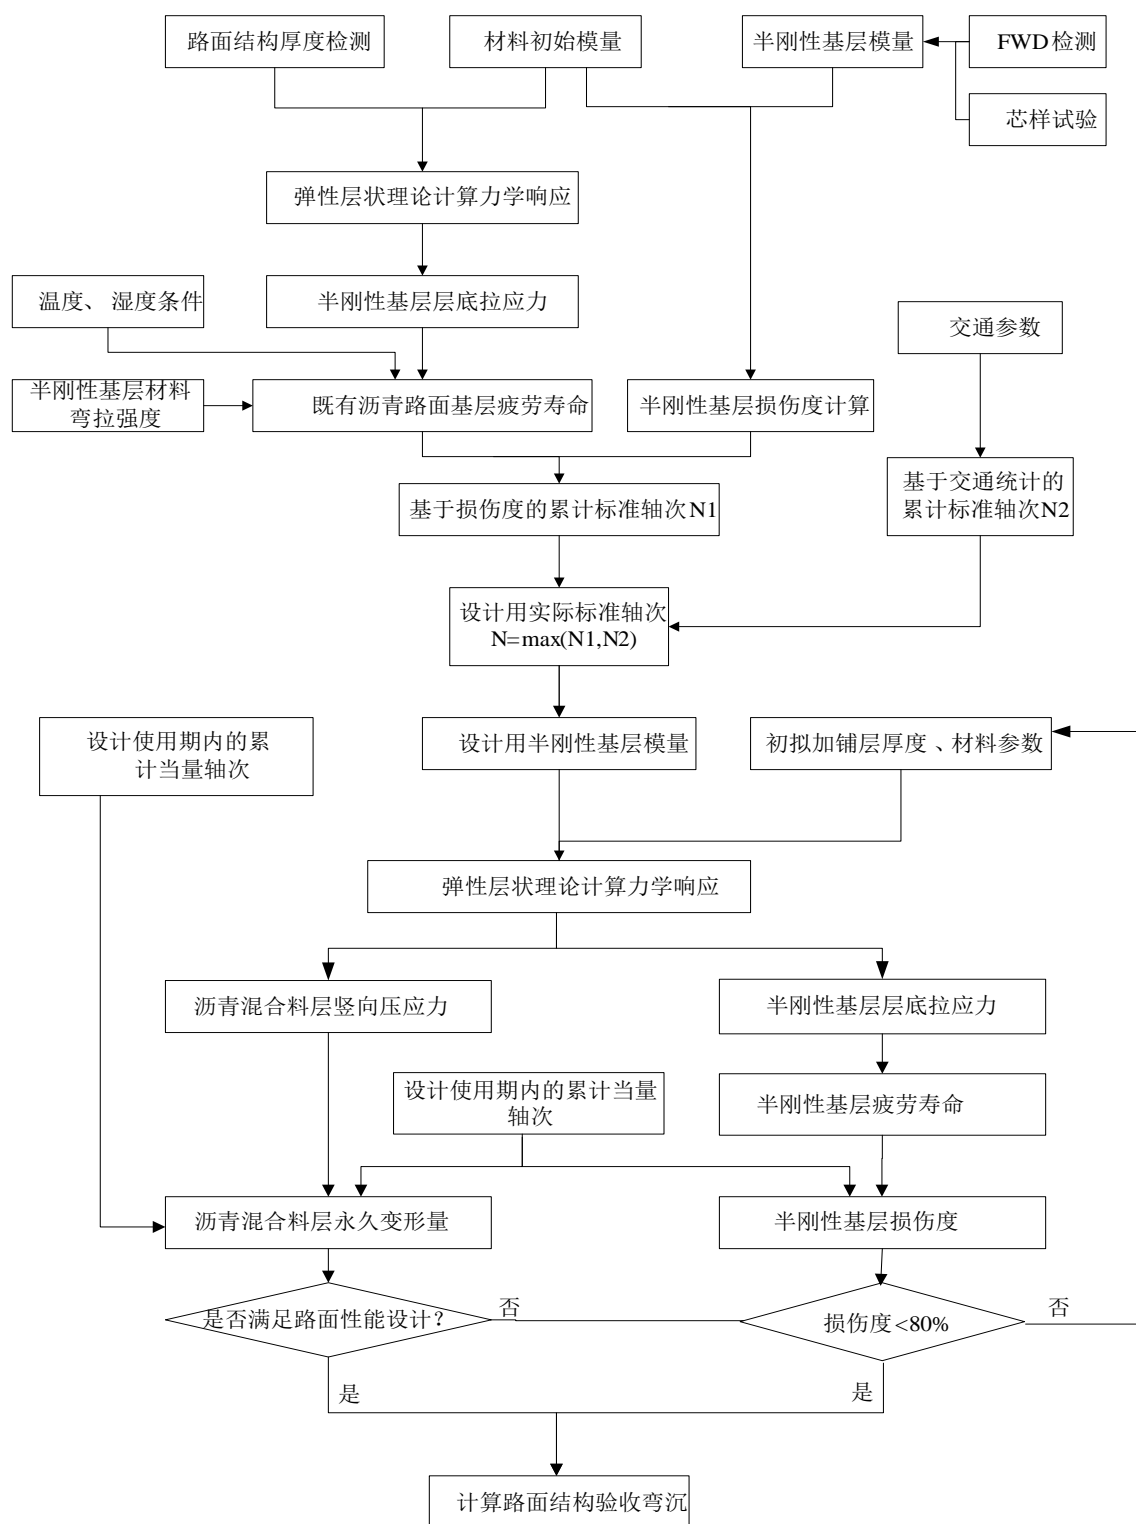 路面结构厚度检测
材料初始模量
半刚性基层模量
FWD检测
芯样试验
弹性层状理论计算力学响应
温度、湿度条件
半刚性基层层底拉应力
交通参数
半刚性基层材料
弯拉强度
既有沥青路面基层疲劳寿命
半刚性基层损伤度计算
基于损伤度的累计标准轴次N1
基于交通统计的
累计标准轴次N2
设计用实际标准轴次
N=max(N1,N2)
设计使用期内的累
计当量轴次
设计用半刚性基层模量
初拟加铺层厚度、材料参数
弹性层状理论计算力学响应
沥青混合料层竖向压应力
半刚性基层层底拉应力
设计使用期内的累计当量
轴次
半刚性基层疲劳寿命
沥青混合料层永久变形量
半刚性基层损伤度
是否满足路面性能设计?
否
损伤度<80%
否
是
是
计算路面结构验收弯沉